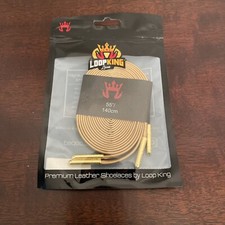 LOOPKING
55"/
140cm
Premium Leather Shoelaces by Loop King